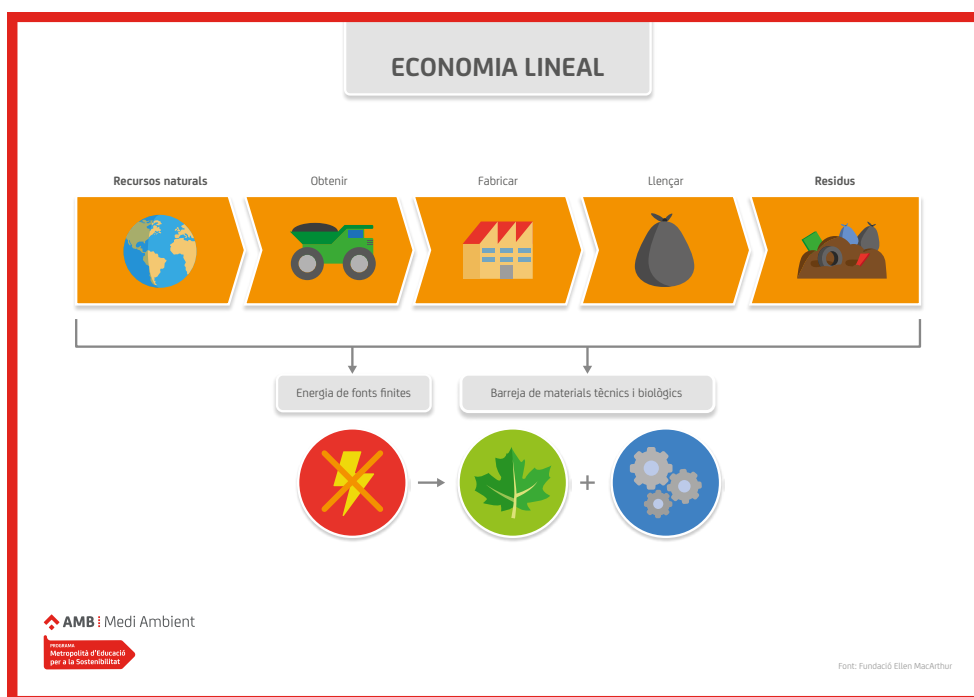 ECONOMIA LINEAL
Recursos naturals
Obtenir
Fabricar
Llençar
Residus
Energia de fonts finites
Barreja de materials tècnics i biològics
AMB Medi Ambient
PROGRAMA
Metropolità d'Educació
per a la Sostenibilitat
Font: Fundació Ellen MacArthur